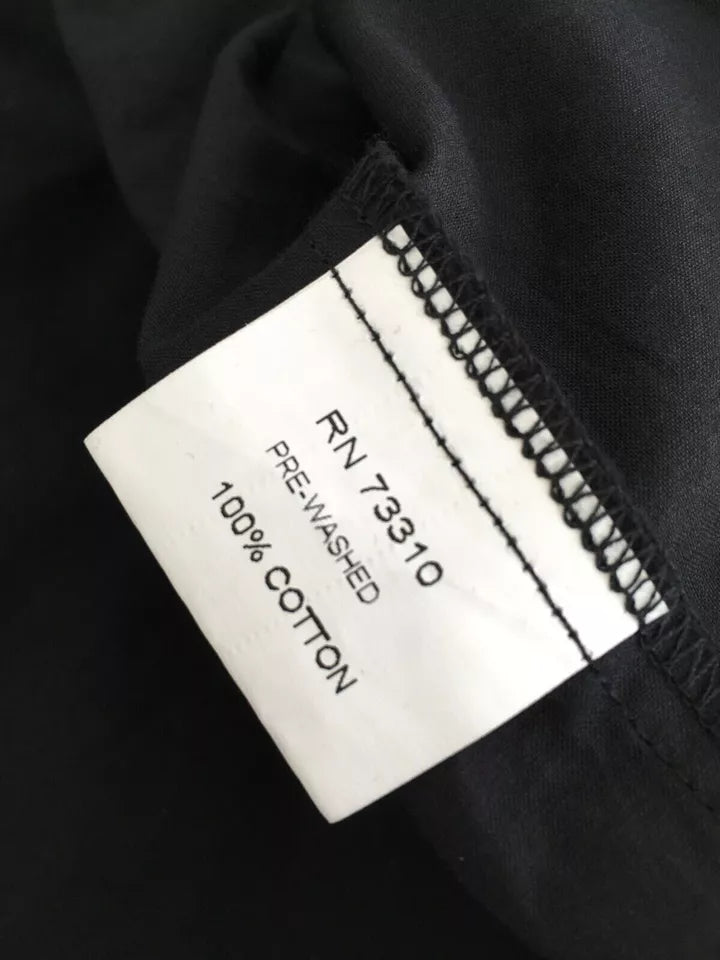 RN 73310
PRE-WASHED
100% COTTON